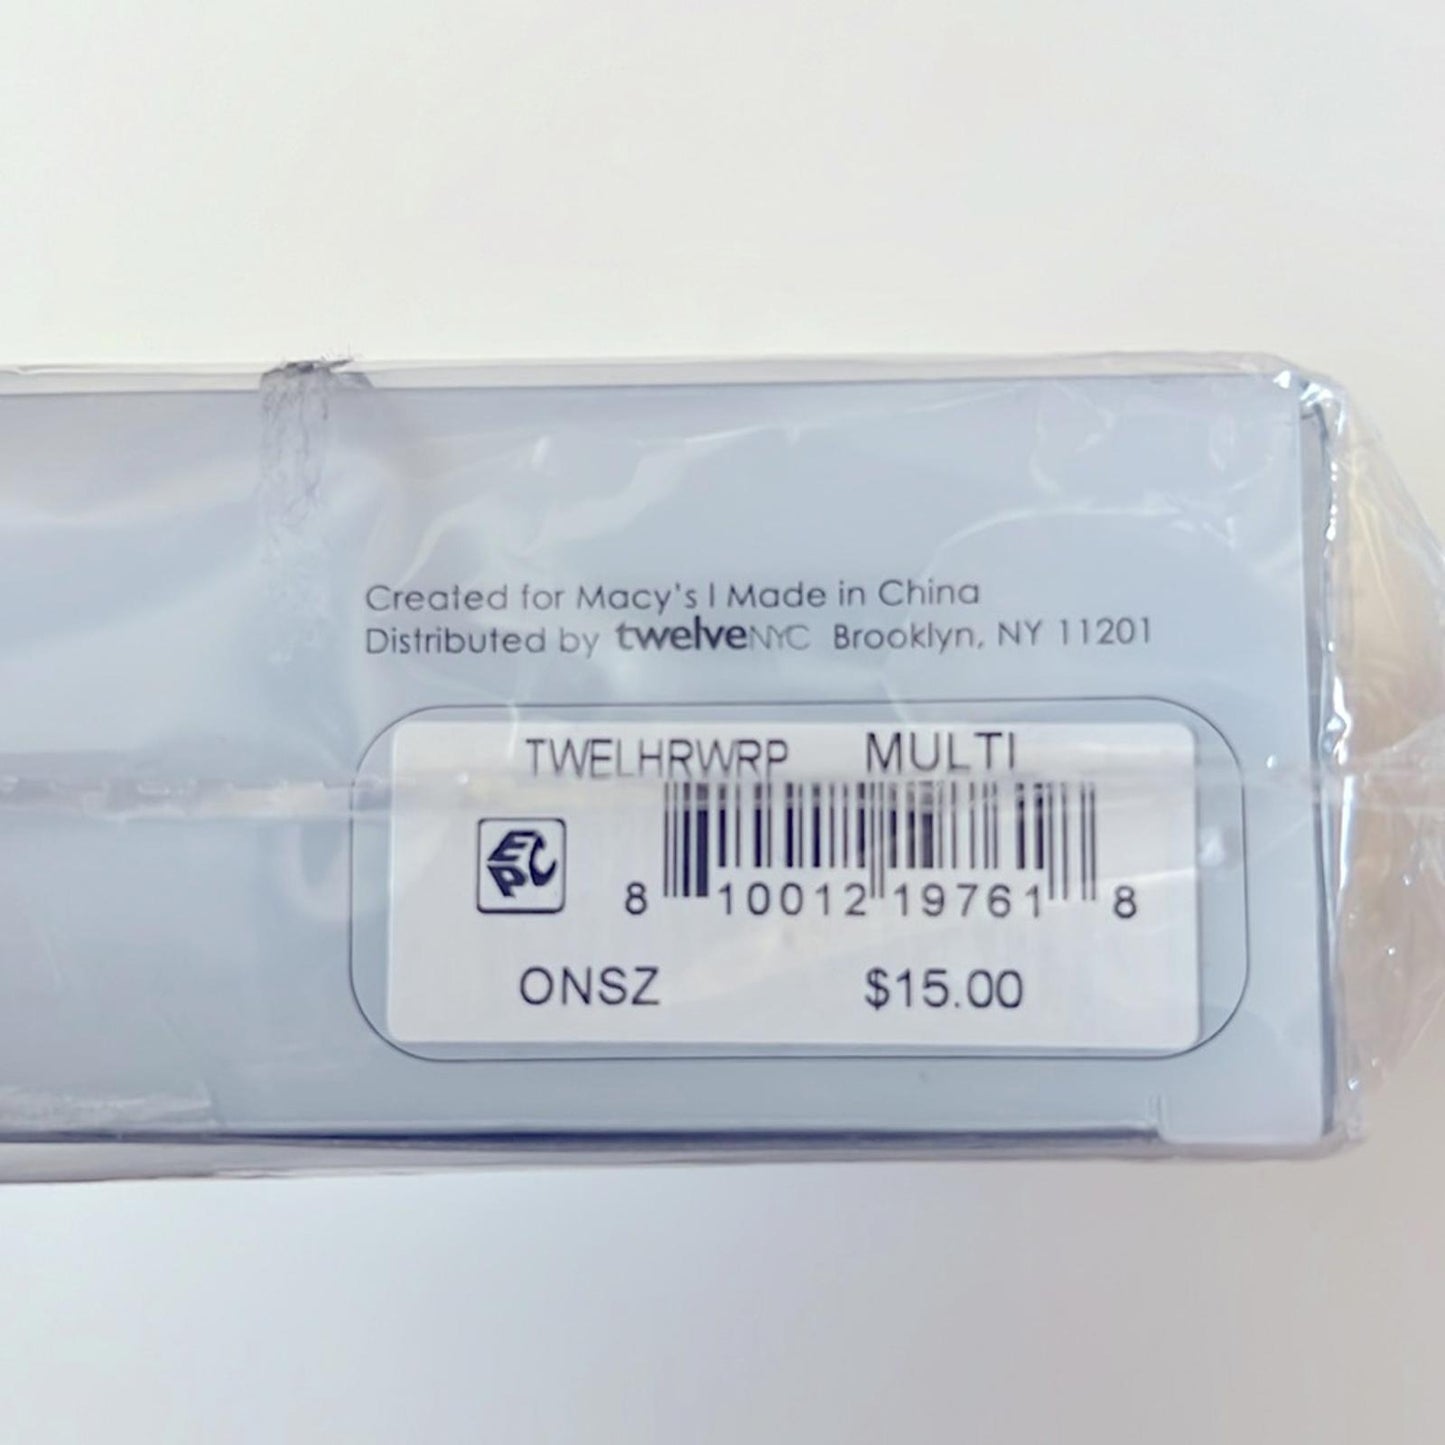 Created for Macy's | Made in China
Distributed by twelveNYC Brooklyn, NY 11201
TWELHRWRP MULTI
EPC
8 10012 19761 8
ONSZ $15.00